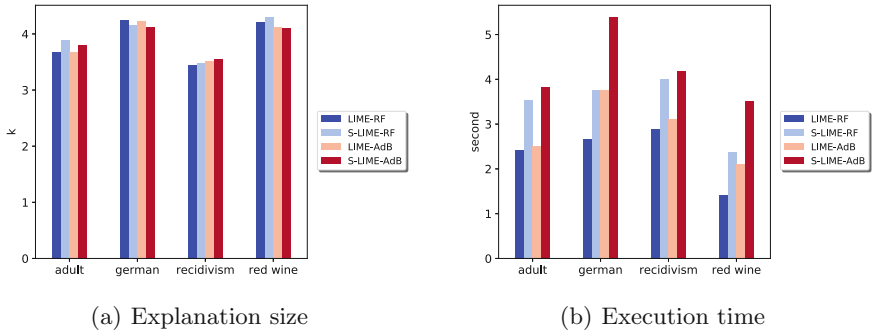 4
3
2
1
0
k
adult german recidivism red wine
LIME-RF
S-LIME-RF
LIME-AdB
S-LIME-AdB
(a) Explanation size
5
4
3
2
1
0
second
adult german recidivism red wine
LIME-RF
S-LIME-RF
LIME-AdB
S-LIME-AdB
(b) Execution time